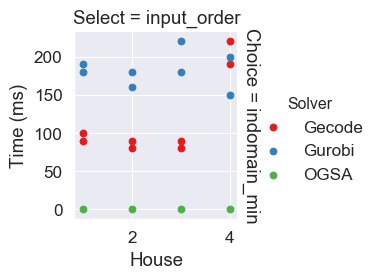 Select = input_order
Time (ms)
200
150
100
50
0
2
4
House
Choice = indomain_min
Solver
Gecode
Gurobi
OGSA